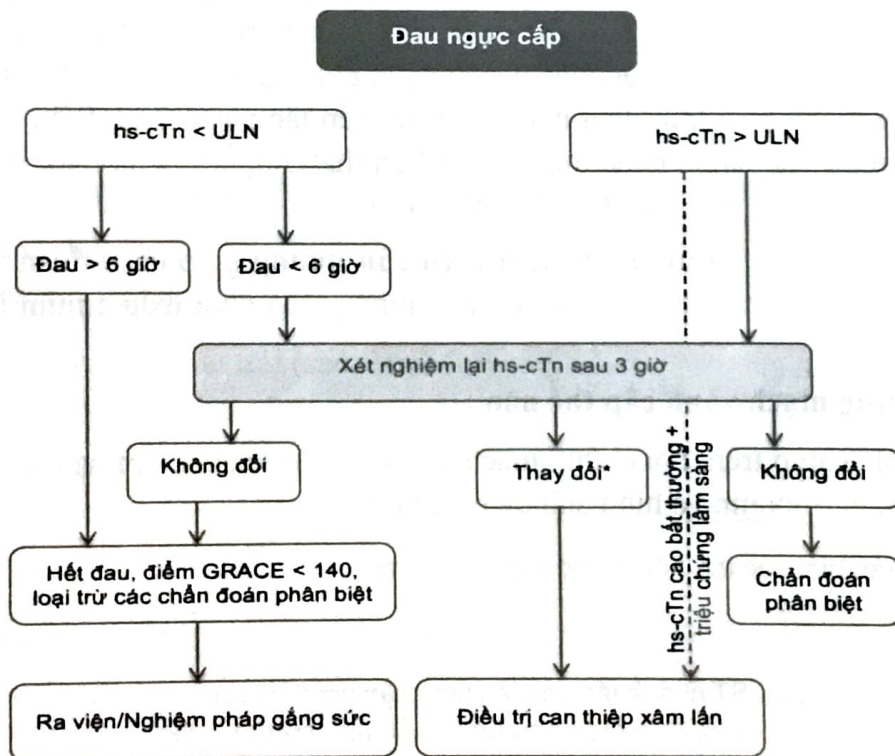 Đau ngực cấp
hs-cTn < ULN
hs-cTn > ULN
Đau > 6 giờ
Đau < 6 giờ
Xét nghiệm lại hs-cTn sau 3 giờ
Không đổi
Thay đổi*
hs-cTn cao bất thường +
triệu chứng lâm sàng
Không đổi
Hết đau, điểm GRACE < 140,
loại trừ các chẩn đoán phân biệt
Chẩn đoán
phân biệt
Ra viện/Nghiệm pháp gắng sức
Điều trị can thiệp xâm lấn